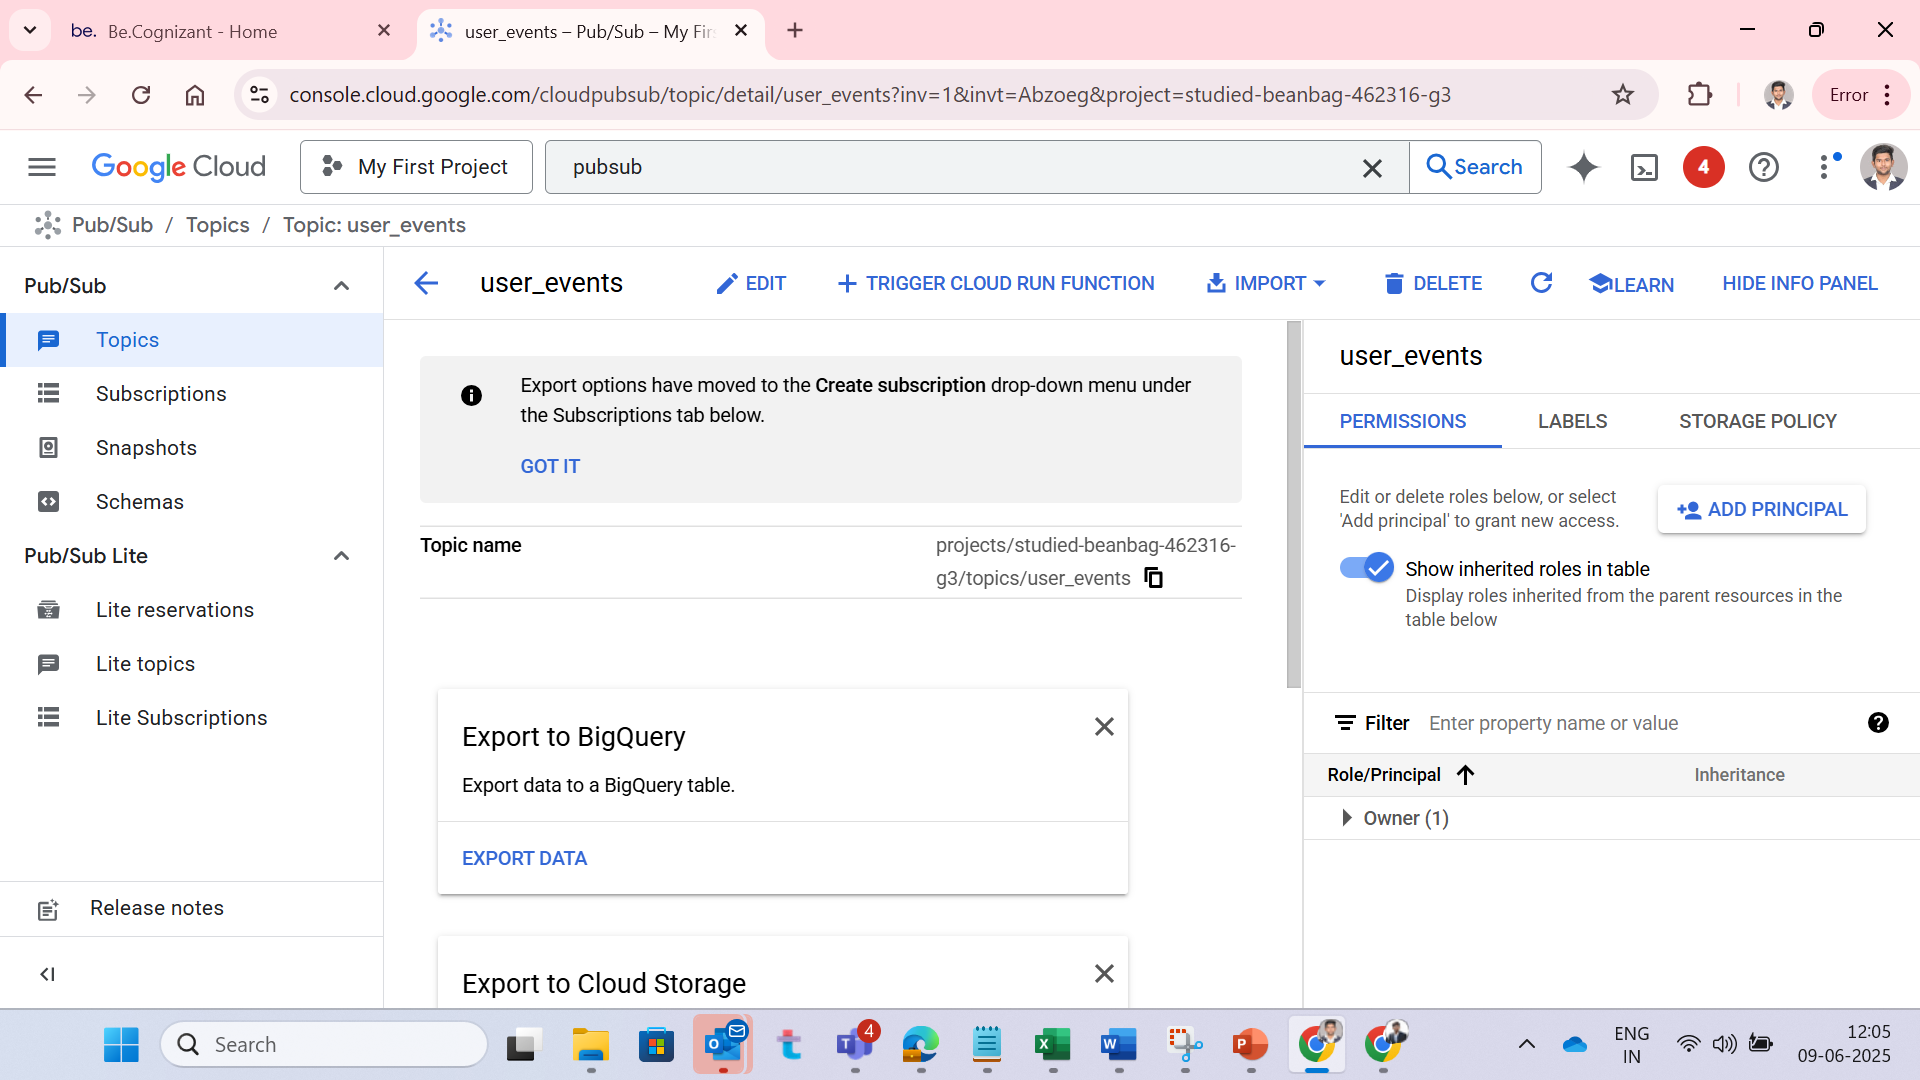 be. Be.Cognizant - Home
user_events – Pub/Sub – My Fir
console.cloud.google.com/cloudpubsub/topic/detail/user_events?inv=1&invt=Abzoeg&project=studied-beanbag-462316-g3
Error
Google Cloud
My First Project
pubsub
Search
4
Pub/Sub / Topics / Topic: user_events
Pub/Sub
Topics
Subscriptions
Snapshots
Schemas
Pub/Sub Lite
Lite reservations
Lite topics
Lite Subscriptions
Release notes
user_events
EDIT
TRIGGER CLOUD RUN FUNCTION
IMPORT
DELETE
LEARN
HIDE INFO PANEL
Export options have moved to the Create subscription drop-down menu under
the Subscriptions tab below.
GOT IT
Topic name
projects/studied-beanbag-462316-
g3/topics/user_events
Export to BigQuery
Export data to a BigQuery table.
EXPORT DATA
Export to Cloud Storage
user_events
PERMISSIONS
LABELS
STORAGE POLICY
Edit or delete roles below, or select
'Add principal' to grant new access.
ADD PRINCIPAL
Show inherited roles in table
Display roles inherited from the parent resources in the
table below
Filter
Enter property name or value
Role/Principal
Inheritance
Owner (1)
Search
4
ENG
IN
12:05
09-06-2025